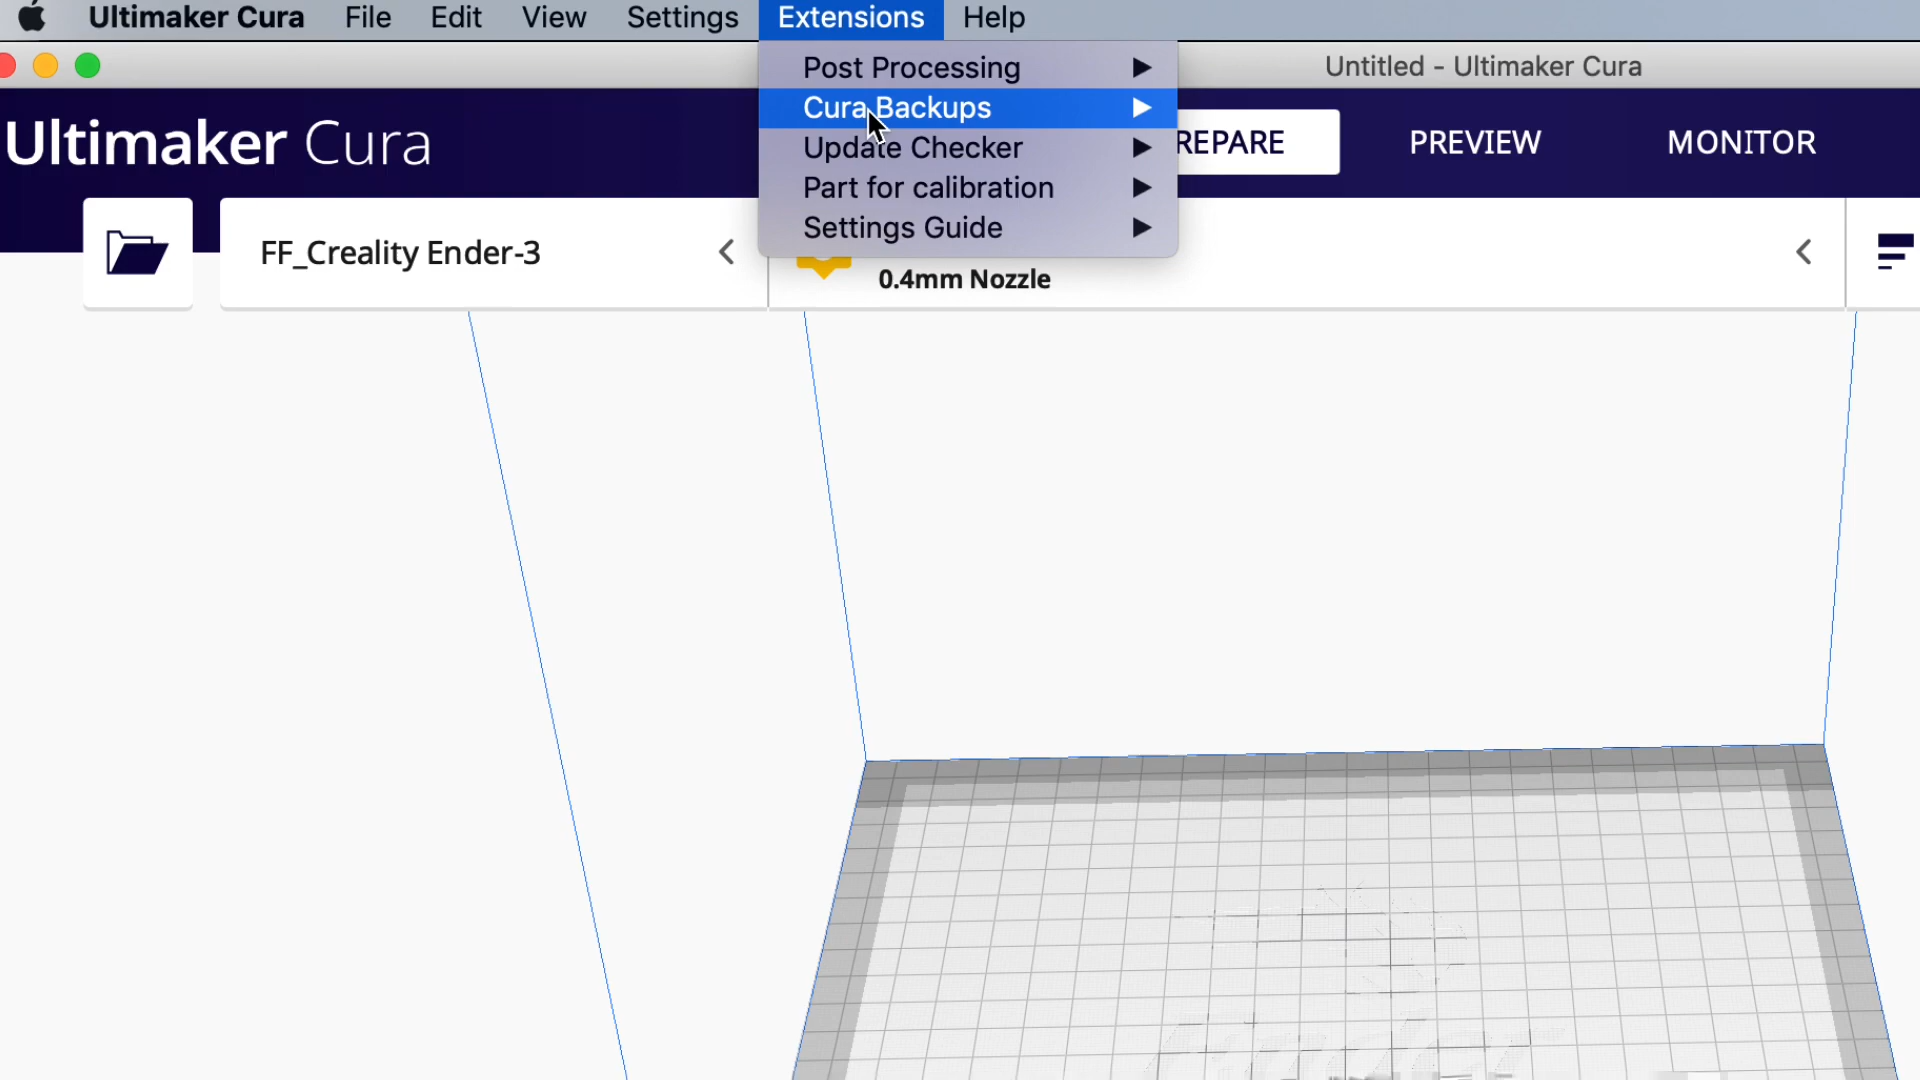 Ultimaker Cura File Edit View Settings Extensions Help
Untitled - Ultimaker Cura
Post Processing
Cura Backups
Update Checker
Part for calibration
Settings Guide
Ultimaker Cura
REPARE PREVIEW MONITOR
FF_Creality Ender-3
0.4mm Nozzle